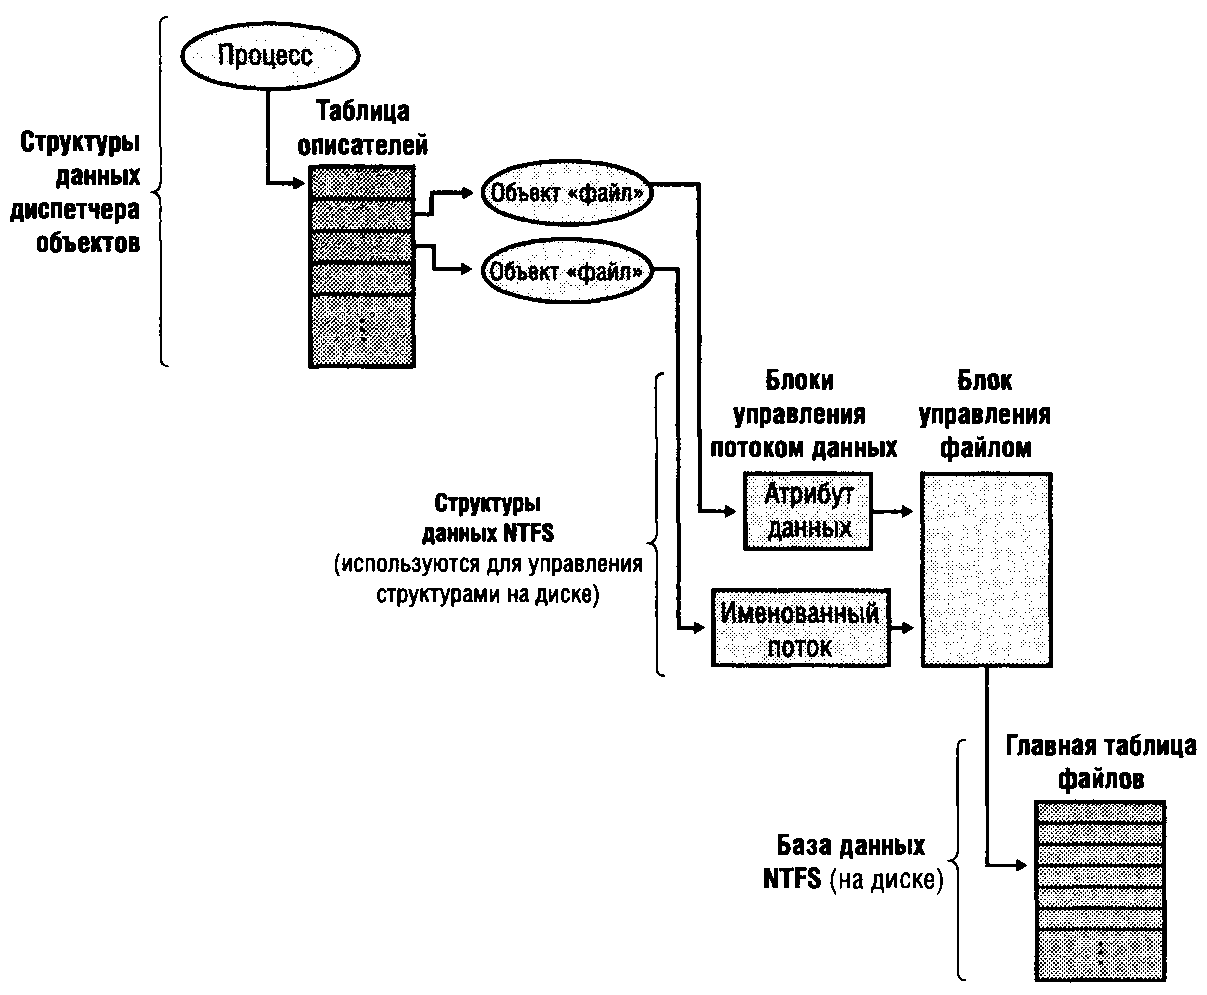 Процесс
Таблица
описателей
Структуры
данных
диспетчера
объектов
Объект «файл»
Объект «файл»
Блоки
управления
потоком данных
Блок
управления
файлом
Атрибут
данных
Структуры
данных NTFS
(используются для управления
структурами на диске)
Именованный
поток
Главная таблица
файлов
База данных
NTFS (на диске)